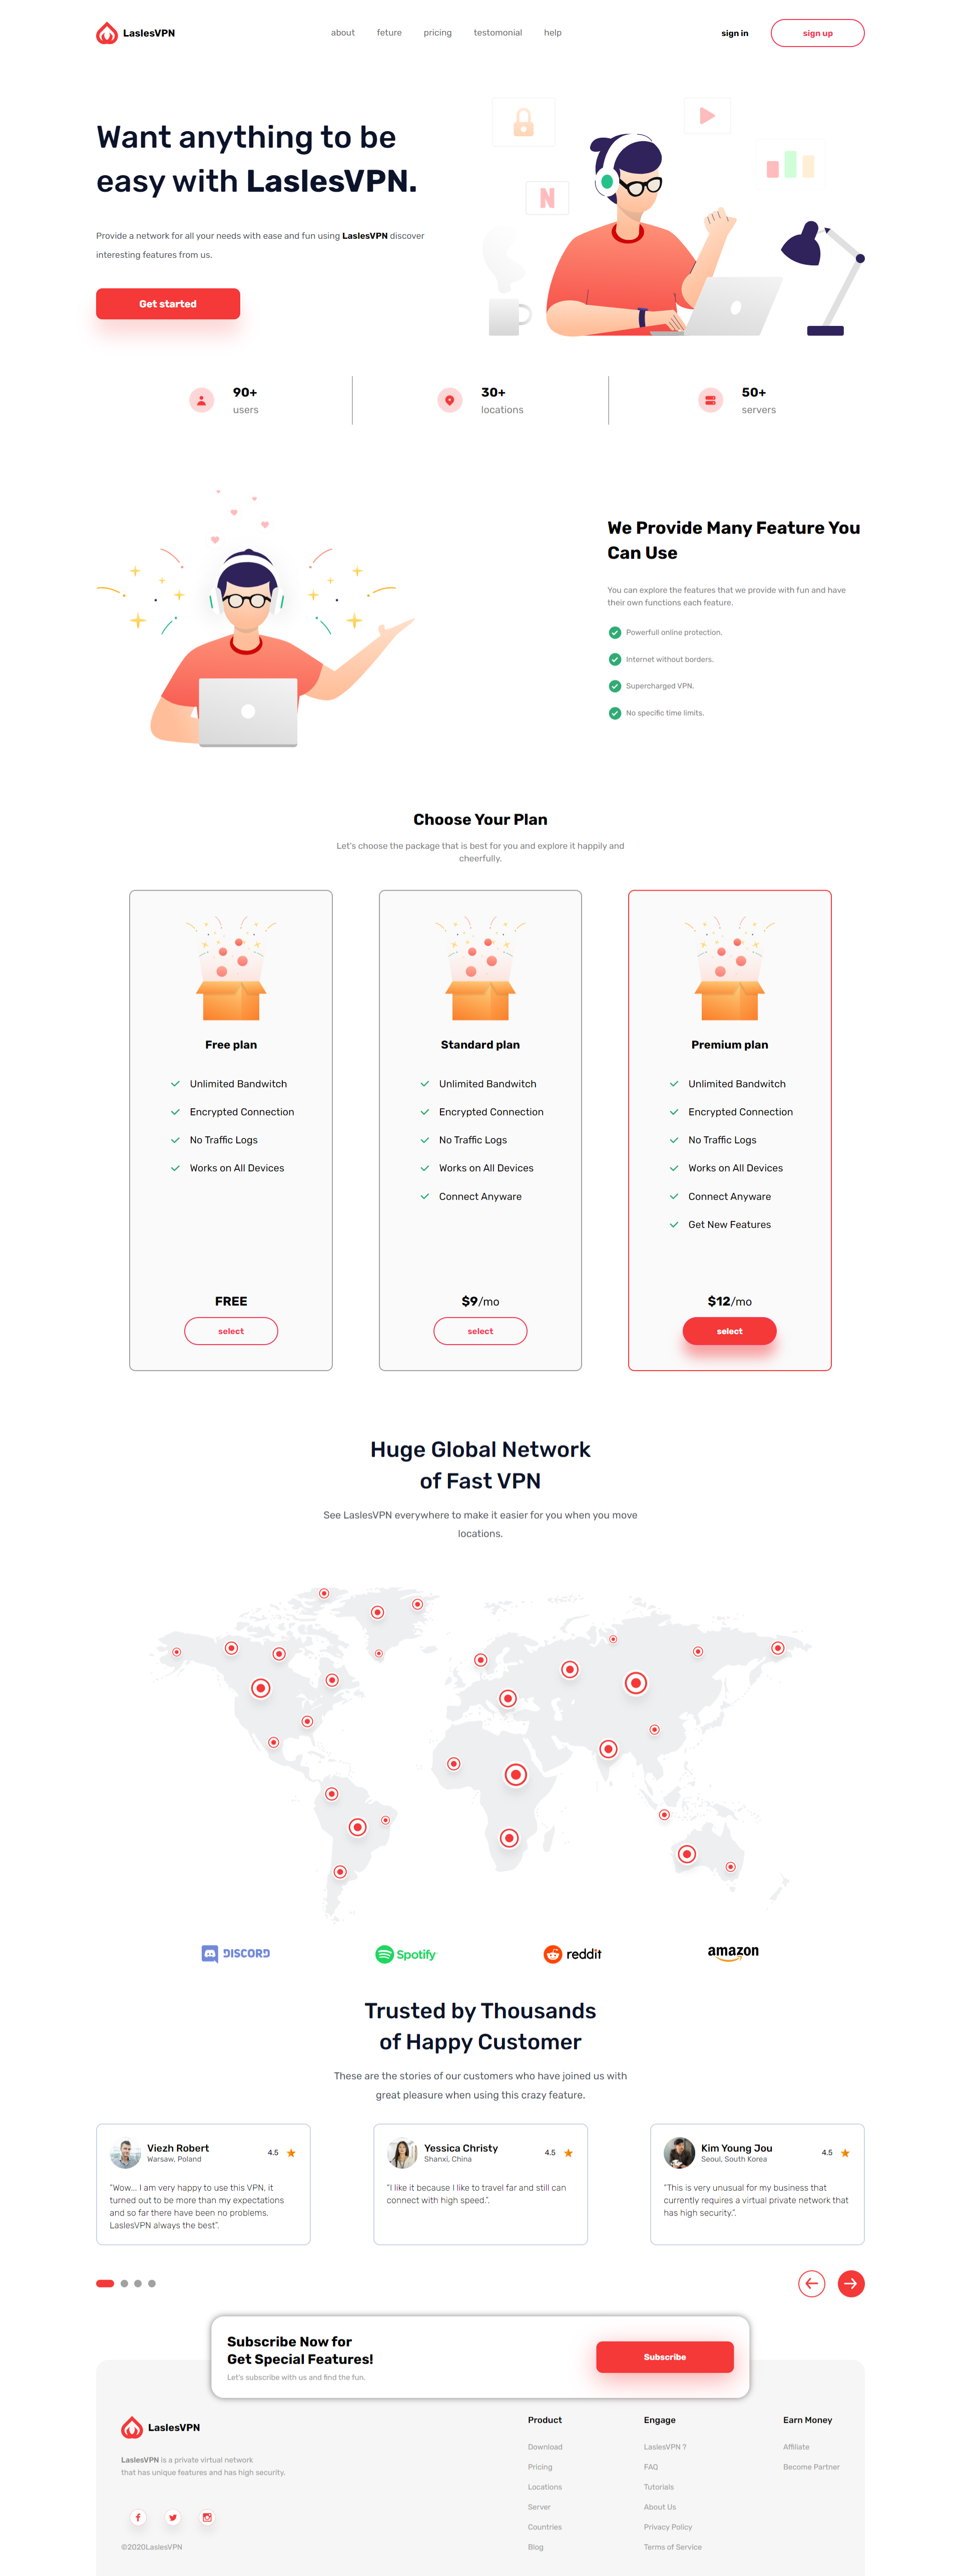 LaslesVPN
about feture pricing testemonial help
sign in sign up
Want anything to be
easy with LaslesVPN.
Provide a network for all your needs with ease and fun using LaslesVPN discover
interesting features from us.
Get started
N
90+
users
30+
locations
50+
servers
We Provide Many Feature You
Can Use
You can explore the features that we provide with fun and have
their own functions each feature.
Powerfull online protection.
Internet without borders.
Supercharged VPN.
No specific time limits.
Choose Your Plan
Let's choose the package that is best for you and explore it happily and
cheerfully.
Free plan
Unlimited Bandwitch
Encrypted Connection
No Traffic Logs
Works on All Devices
FREE
select
Standard plan
Unlimited Bandwitch
Encrypted Connection
No Traffic Logs
Works on All Devices
Connect Anyware
$9/mo
select
Premium plan
Unlimited Bandwitch
Encrypted Connection
No Traffic Logs
Works on All Devices
Connect Anyware
Get New Features
$12/mo
select
Huge Global Network
of Fast VPN
See LaslesVPN everywhere to make it easier for you when you move
locations.
DISCORD
Spotify
reddit
amazon
Trusted by Thousands
of Happy Customer
These are the stories of our customers who have joined us with
great pleasure when using this crazy feature.
Viezh Robert
Warsaw, Poland
4.5
"Wow... I am very happy to use this VPN, it
turned out to be more than my expectations
and so far there have been no problems.
LaslesVPN always the best".
Yessica Christy
Shanxi, China
4.5
"I like it because I like to travel far and still can
connect with high speed.".
Kim Young Jou
Seoul, South Korea
4.5
"This is very unusual for my business that
currently requires a virtual private network that
has high security.".
Subscribe Now for
Get Special Features!
Let's subscribe with us and find the fun.
Subscribe
LaslesVPN
LaslesVPN is a private virtual network
that has unique features and has high security.
©2020LaslesVPN
Product
Download
Pricing
Locations
Server
Countries
Blog
Engage
LaslesVPN ?
FAQ
Tutorials
About Us
Privacy Policy
Terms of Service
Earn Money
Affiliate
Become Partner